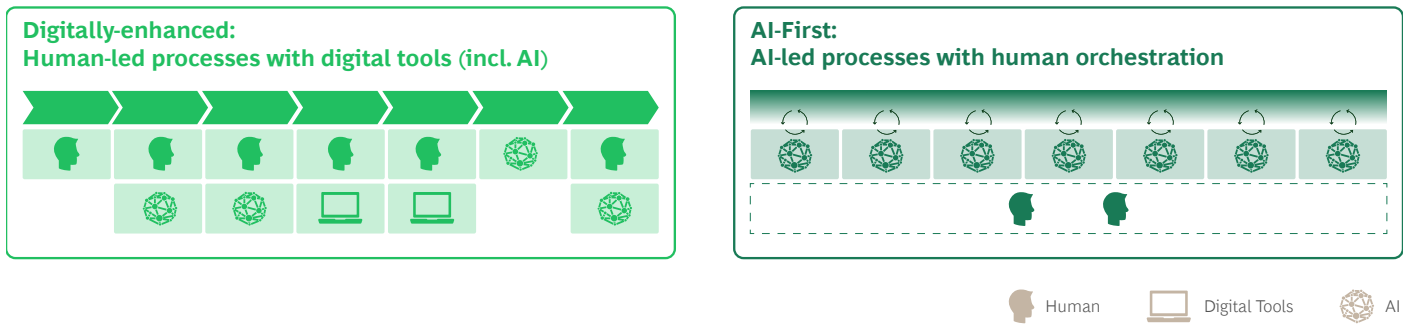 Digitally-enhanced:
Human-led processes with digital tools (incl. AI)
AI-First:
AI-led processes with human orchestration
Human
Digital Tools
AI